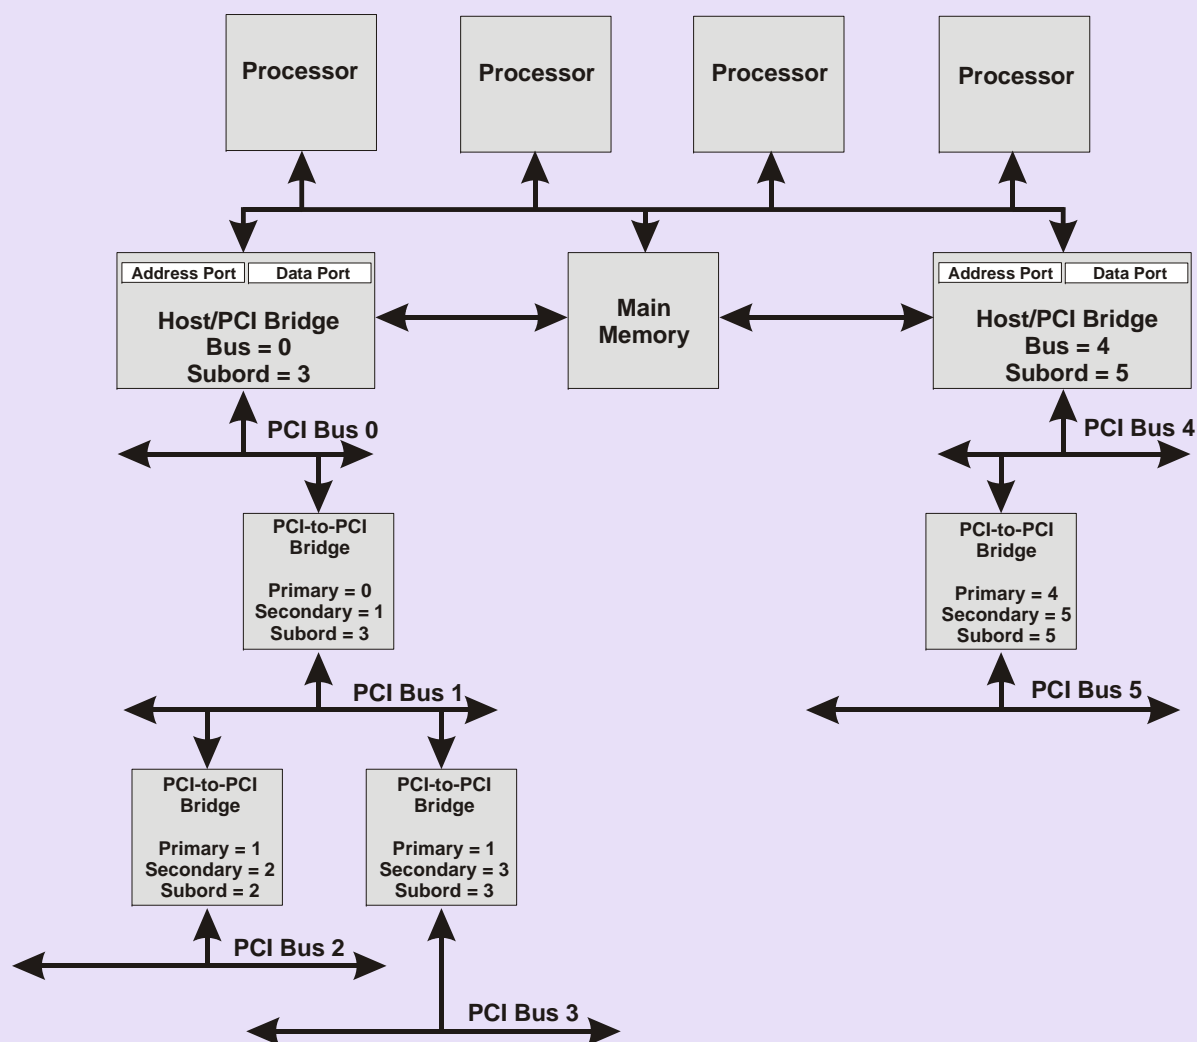 Processor
Processor
Processor
Processor
Address Port
Data Port
Host/PCI Bridge
Bus = 0
Subord = 3
Main
Memory
Address Port
Data Port
Host/PCI Bridge
Bus = 4
Subord = 5
PCI Bus 0
PCI Bus 4
PCI-to-PCI
Bridge
Primary = 0
Secondary = 1
Subord = 3
PCI-to-PCI
Bridge
Primary = 4
Secondary = 5
Subord = 5
PCI Bus 1
PCI Bus 5
PCI-to-PCI
Bridge
Primary = 1
Secondary = 2
Subord = 2
PCI-to-PCI
Bridge
Primary = 1
Secondary = 3
Subord = 3
PCI Bus 2
PCI Bus 3